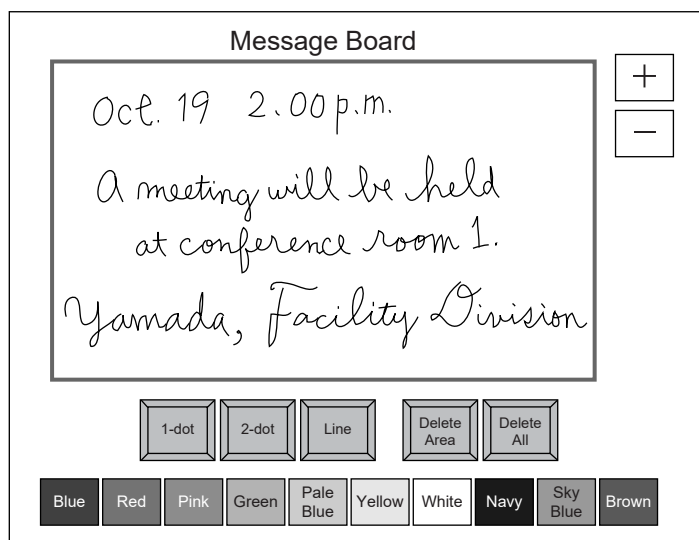 Message Board
+
Oct. 19 2.00 p.m.
−
A meeting will be held
at conference room 1.
Yamada, Facility Division
1-dot 2-dot Line Delete Area Delete All
Blue Red Pink Green Pale Blue Yellow White Navy Sky Blue Brown